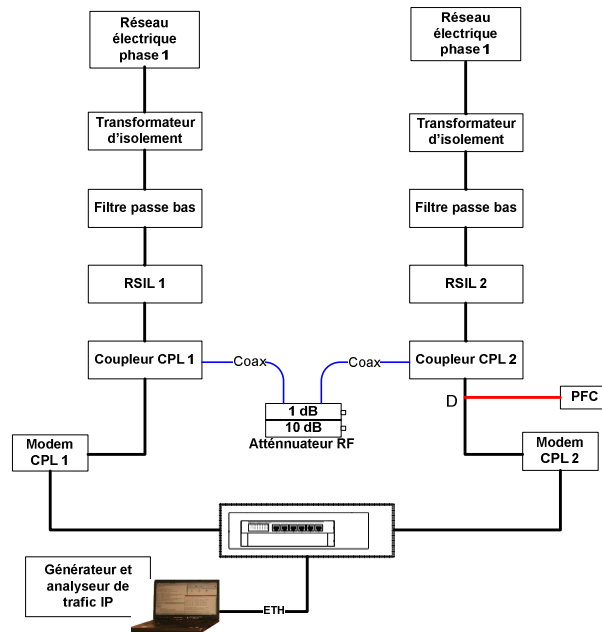 Réseau
électrique
phase 1
Réseau
électrique
phase 1
Transformateur
d'isolement
Transformateur
d'isolement
Filtre passe bas
Filtre passe bas
RSIL 1
RSIL 2
Coupleur CPL 1
Coax
Coax
Coupleur CPL 2
1 dB
10 dB
Atténnuateur RF
D
PFC
Modem
CPL 1
Modem
CPL 2
Générateur et
analyseur de
trafic IP
ETH